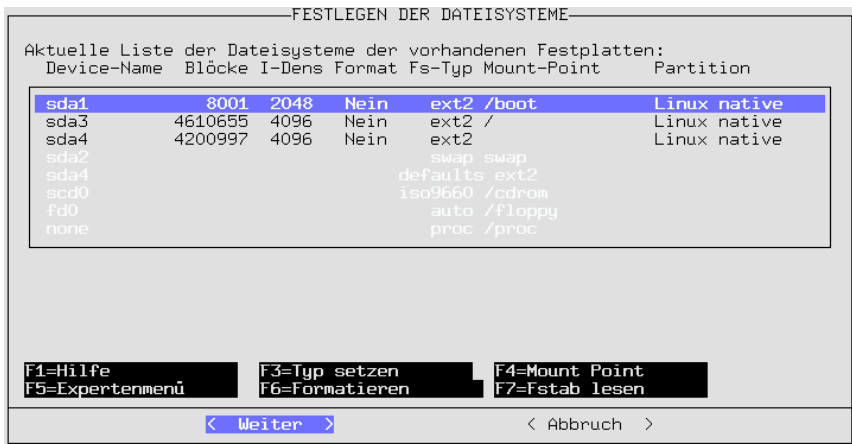 FESTLEGEN DER DATEISYSTEME
Aktuelle Liste der Dateisysteme der vorhandenen Festplatten:
Device-Name Blöcke I-Dens Format Fs-Typ Mount-Point Partition
sda1 8001 2048 Nein ext2 /boot Linux native
sda3 4610655 4096 Nein ext2 / Linux native
sda4 4200997 4096 Nein ext2 Linux native
sda2 swap swap
sda4 defaults ext2
scd0 iso9660 /cdrom
fd0 auto /floppy
none proc /proc
F1=Hilfe F3=Typ setzen F4=Mount Point
F5=Expertenmenü F6=Formatieren F7=Fstab lesen
< Weiter > < Abbruch >